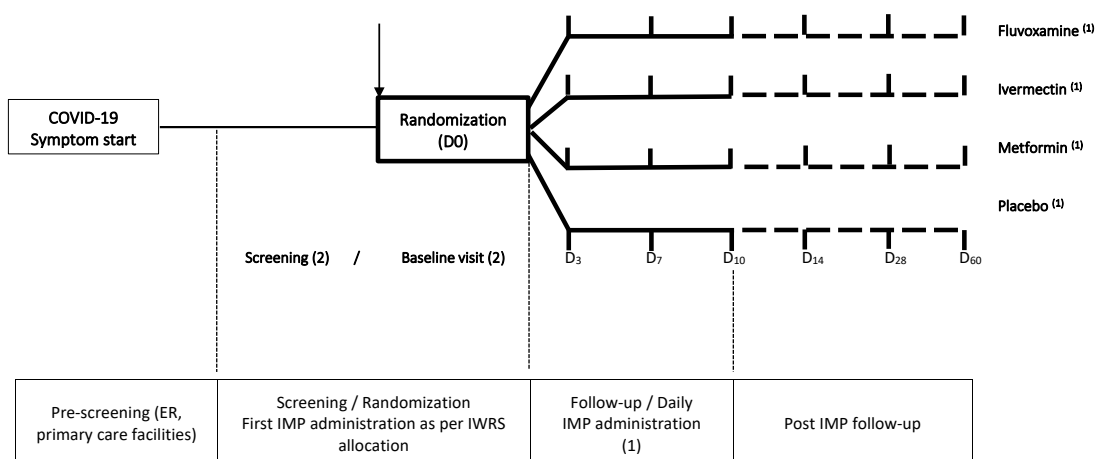 Fluvoxamine (1)
Ivermectin (1)
COVID-19
Symptom start
Randomization
(D0)
Metformin (1)
Placebo (1)
Screening (2) / Baseline visit (2)
D3 D7 D10 D14 D28 D60
Pre-screening (ER,
primary care facilities)
Screening / Randomization
First IMP administration as per IWRS
allocation
Follow-up / Daily
IMP administration
(1)
Post IMP follow-up